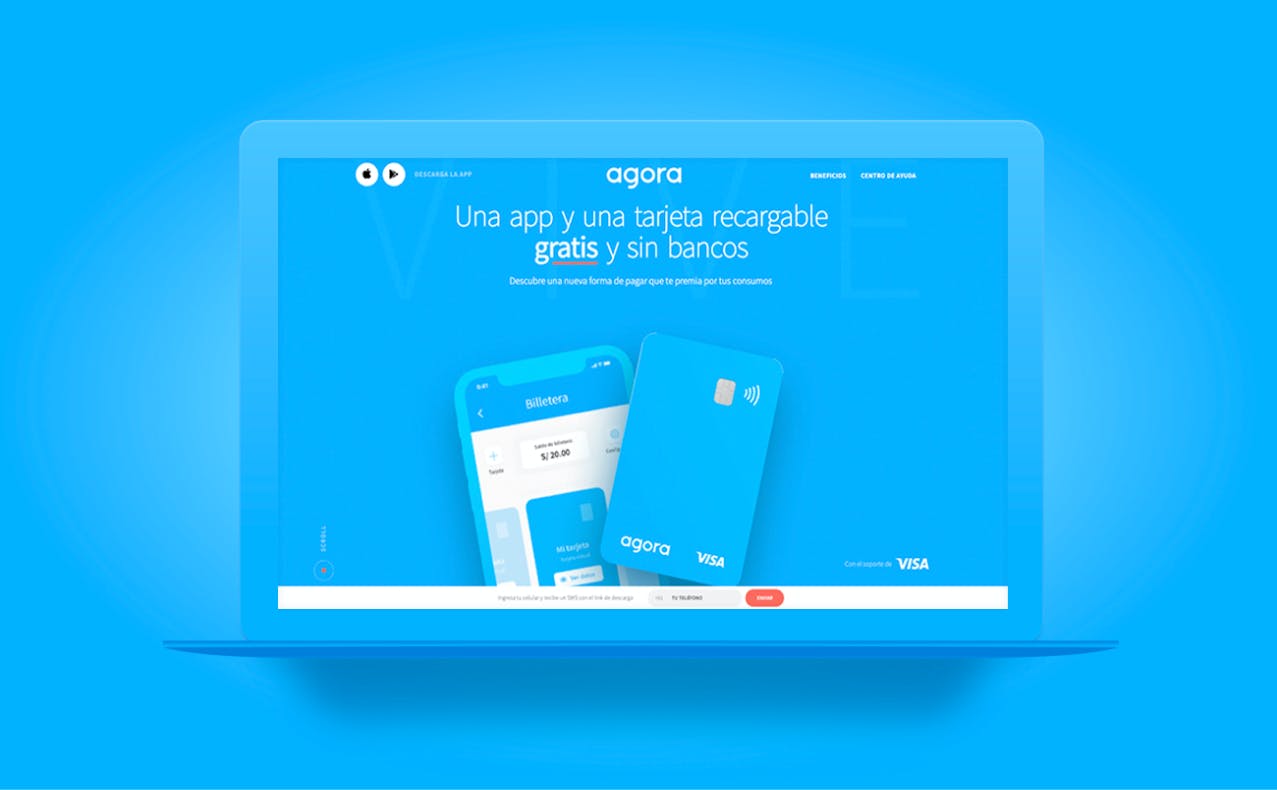 DESCARGA LA APP
agora
BENEFICIOS
CENTRO DE AYUDA
VIVE
Una app y una tarjeta recargable
gratis y sin bancos
Descubre una nueva forma de pagar que te premia por tus consumos
9:41
Billetera
Tarjeta
Saldo de billetera
S/ 20.00
Mi tarjeta
Ver datos
agora
VISA
SCROLL
Con el soporte de VISA
Ingresa tu celular y recibe un SMS con el link de descarga
TU TELÉFONO
ENVIAR